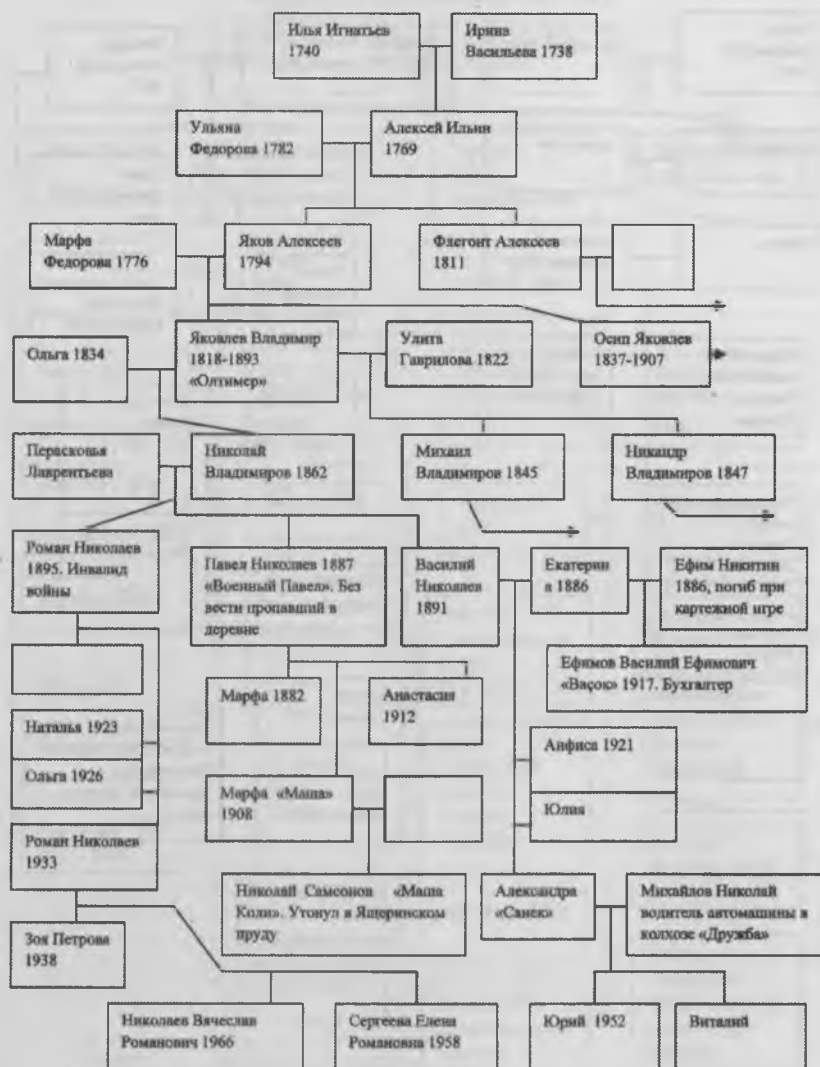 Илья Игнатьев
1740
Ирина
Васильева 1738
Ульяна
Федорова 1782
Алексей Ильин
1769
Марфа
Федорова 1776
Яков Алексеев
1794
Флегонт Алексеев
1811
Ольга 1834
Яковлев Владимир
1818-1893
«Олтимер»
Улита
Гаврилова 1822
Осип Яковлев
1837-1907
Перасковья
Лаврентьева
Николай
Владимиров 1862
Михаил
Владимиров 1845
Никандр
Владимиров 1847
Роман Николаев
1895. Инвалид
войны
Павел Николаев 1887
«Военный Павел». Без
вести пропавший в
деревне
Василий
Николаев
1891
Екатерин
а 1886
Ефим Никитин
1886, погиб при
картежной игре
Ефимов Василий Ефимович
«Ваçок» 1917. Бухгалтер
Марфа 1882
Анастасия
1912
Наталья 1923
Ольга 1926
Анфиса 1921
Юлия
Марфа «Маша»
1908
Роман Николаев
1933
Николай Самсонов «Маша
Коли». Утонул в Ящеринском
пруду
Александра
«Санек»
Михайлов Николай
водитель автомашины в
колхозе «Дружба»
Зоя Петрова
1938
Николаев Вячеслав
Романович 1966
Сергеева Елена
Романовна 1958
Юрий 1952
Виталий